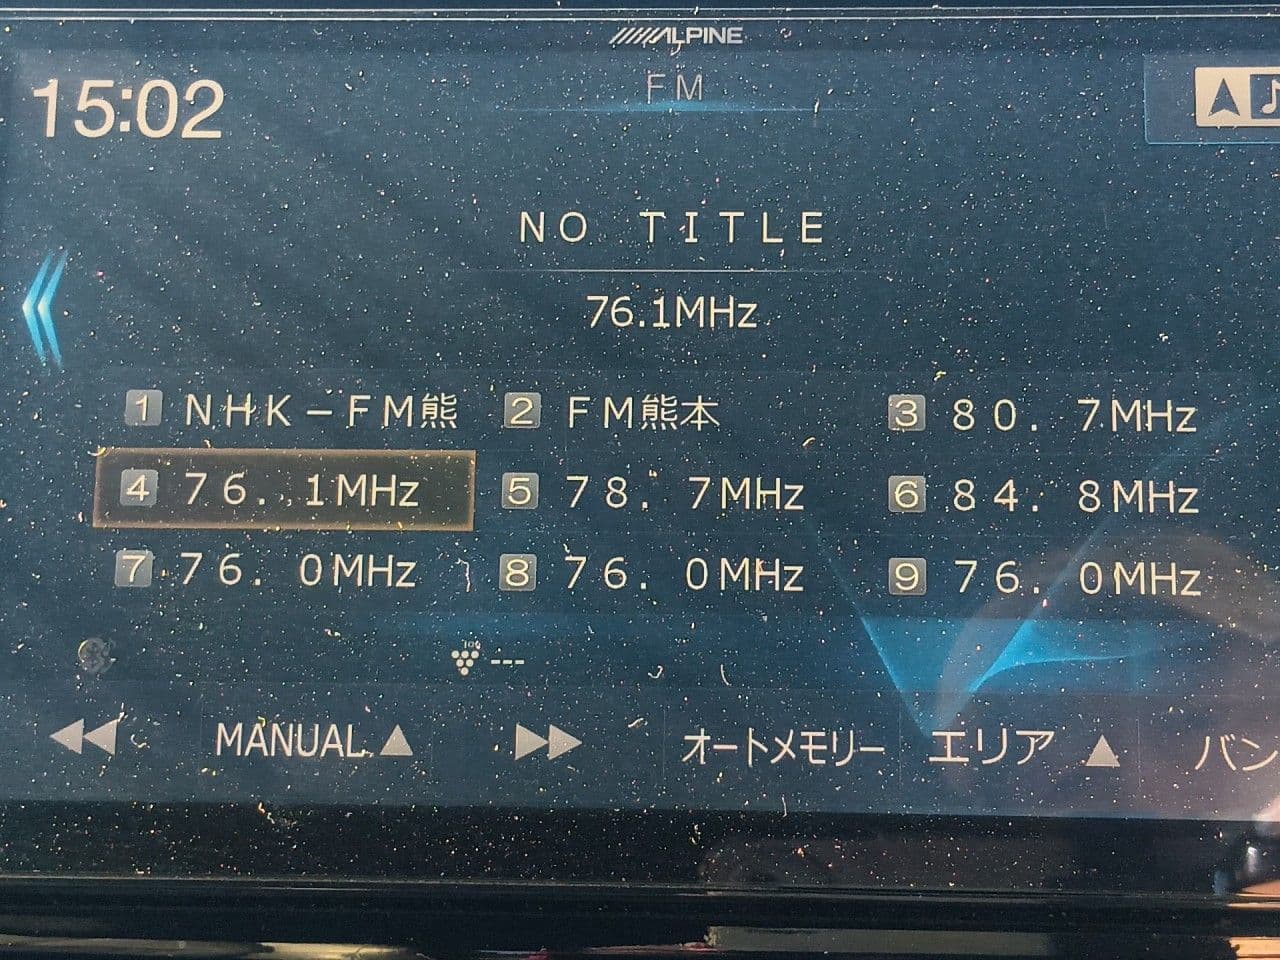 ALPINE
15:02
FM
NO TITLE
76.1MHz
1 NHK-FM熊 2 FM熊本 3 80.7MHz
4 76.1MHz 5 78.7MHz 6 84.8MHz
7 76.0MHz 8 76.0MHz 9 76.0MHz
---
MANUAL▲ オートメモリー エリア ▲ バン